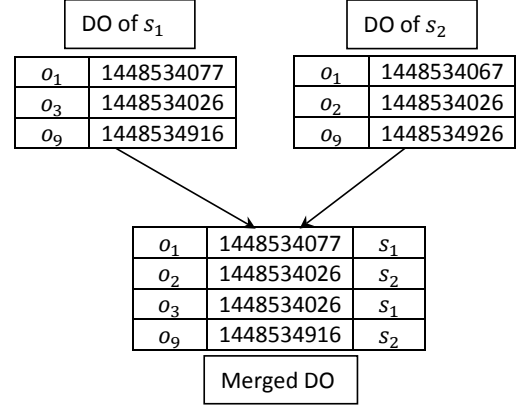 DO of s₁
o₁ 1448534077
o₃ 1448534026
o₉ 1448534916
DO of s₂
o₁ 1448534067
o₂ 1448534026
o₉ 1448534926
o₁ 1448534077 s₁
o₂ 1448534026 s₂
o₃ 1448534026 s₁
o₉ 1448534916 s₂
Merged DO